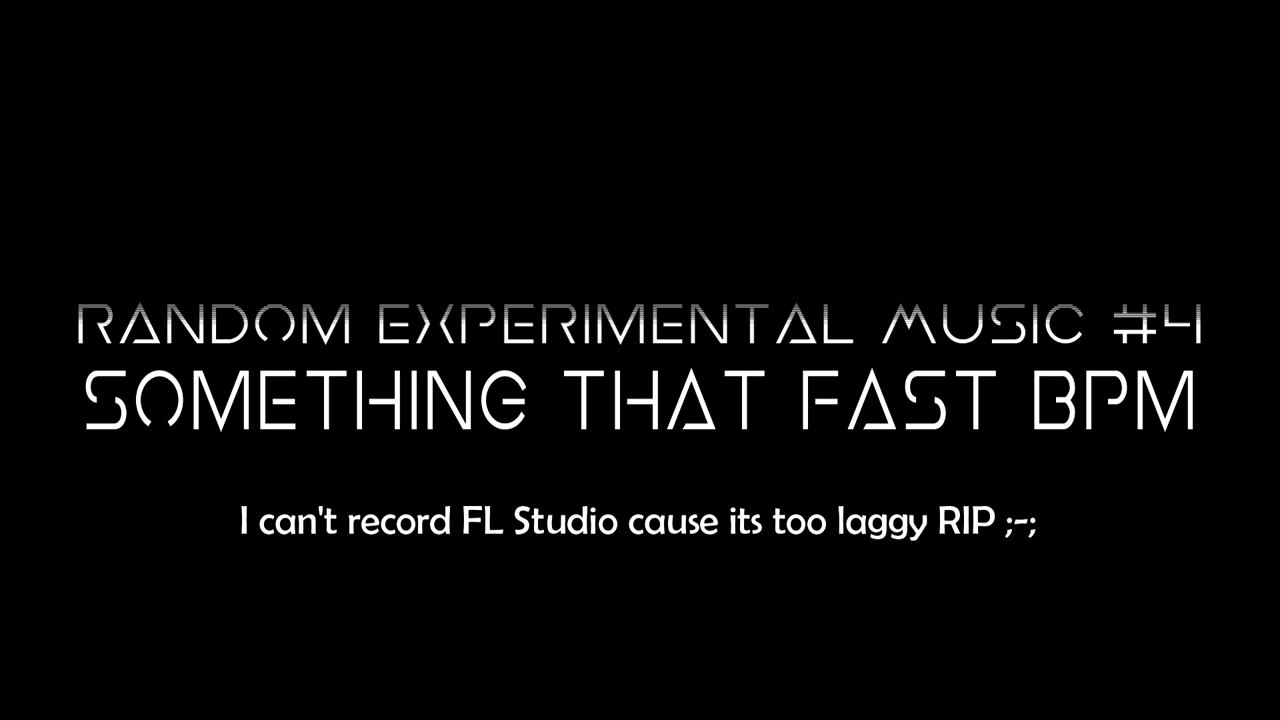 RANDOM EXPERIMENTAL MUSIC #4
SOMETHING THAT FAST BPM
I can't record FL Studio cause its too laggy RIP ;-;